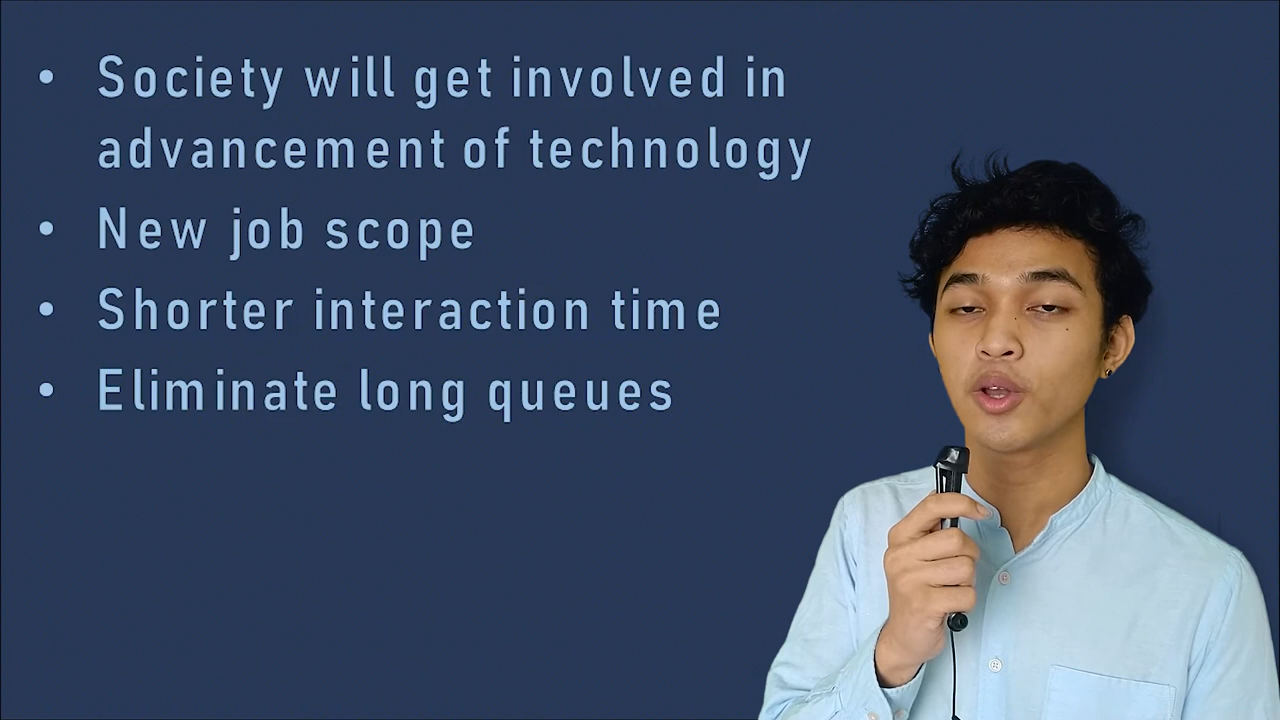 • Society will get involved in
advancement of technology
• New job scope
• Shorter interaction time
• Eliminate long queues